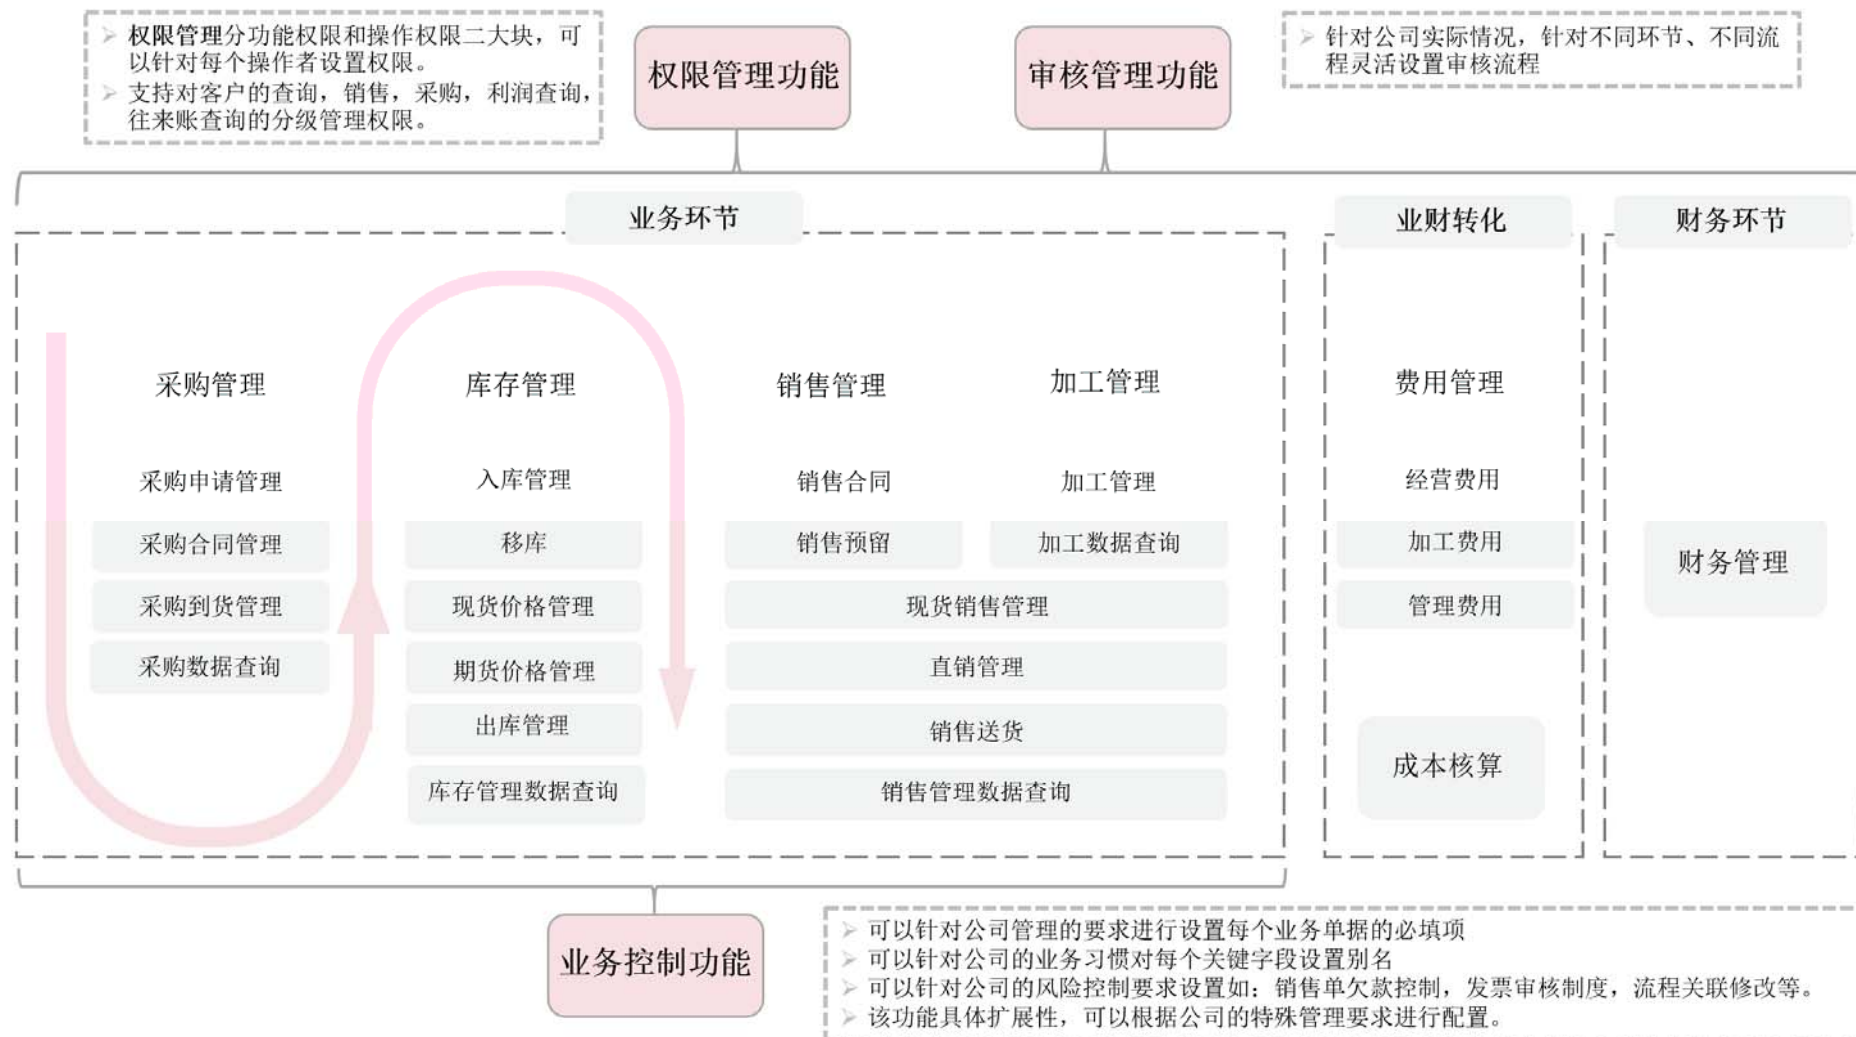 权限管理分功能权限和操作权限二大块，可
以针对每个操作者设置权限。
支持对客户的查询，销售，采购，利润查询，
往来账查询的分级管理权限。
权限管理功能
审核管理功能
针对公司实际情况，针对不同环节、不同流
程灵活设置审核流程
业务环节
业财转化
财务环节
采购管理
库存管理
销售管理
加工管理
费用管理
采购申请管理
入库管理
销售合同
加工管理
经营费用
采购合同管理
移库
销售预留
加工数据查询
加工费用
财务管理
采购到货管理
现货价格管理
现货销售管理
管理费用
采购数据查询
期货价格管理
直销管理
出库管理
销售送货
成本核算
库存管理数据查询
销售管理数据查询
业务控制功能
可以针对公司管理的要求进行设置每个业务单据的必填项
可以针对公司的业务习惯对每个关键字段设置别名
可以针对公司的风险控制要求设置如：销售单欠款控制，发票审核制度，流程关联修改等。
该功能具体扩展性，可以根据公司的特殊管理要求进行配置。